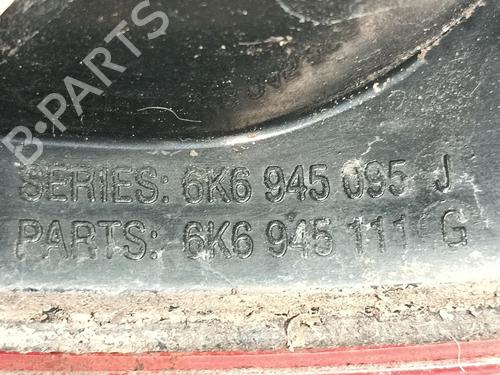 B-PARTS
SERIES: 6K6 945 095 J
PARTS: 6K6 945 111 G